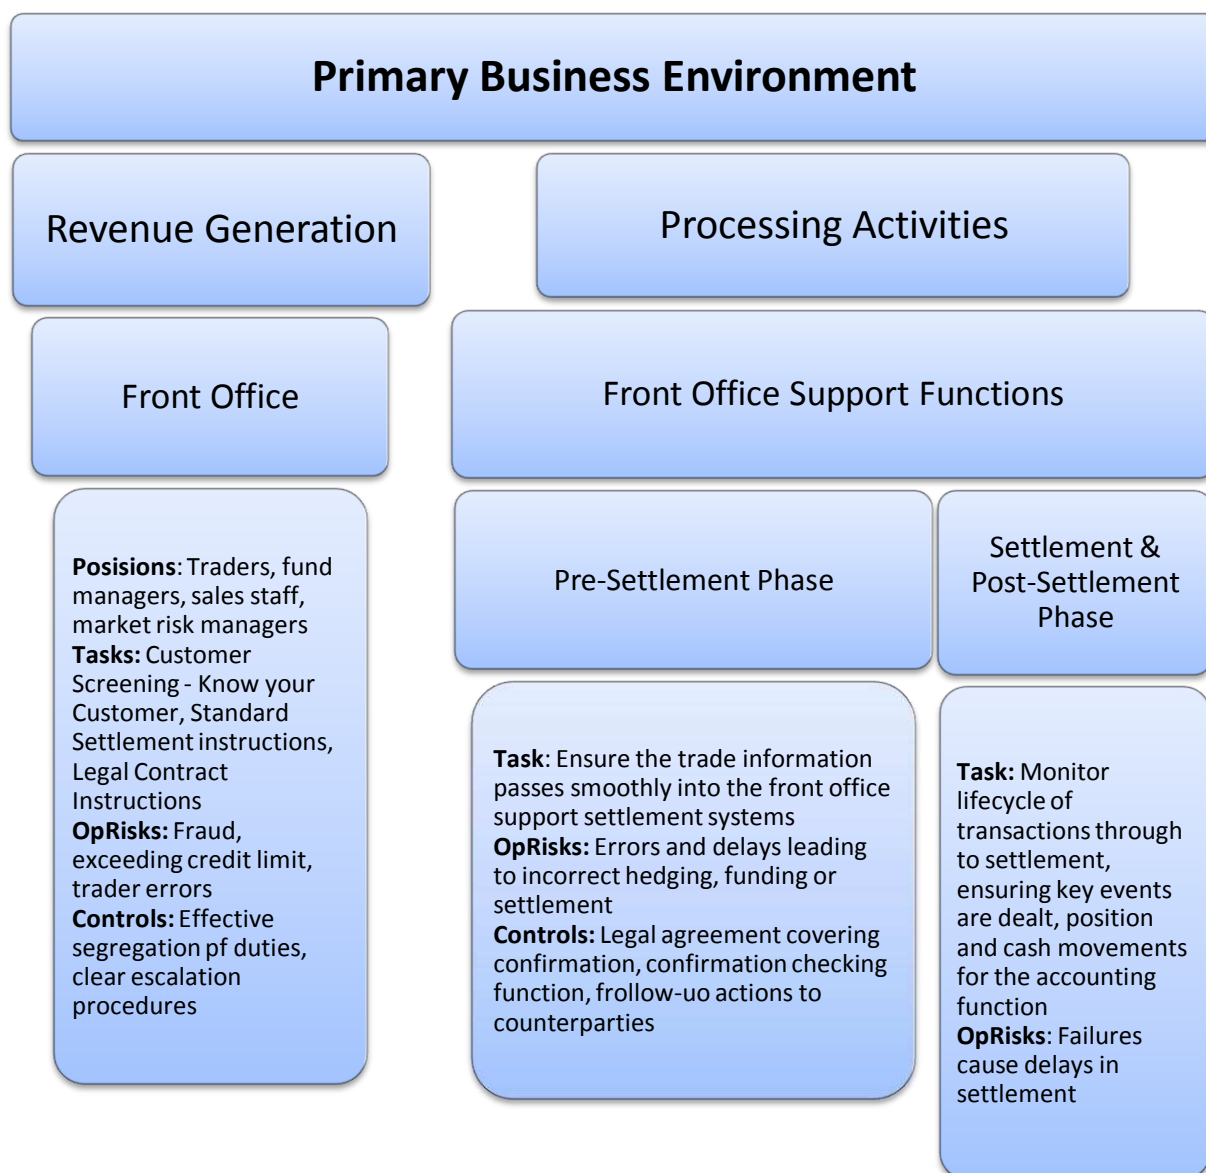 Primary Business Environment
Revenue Generation
Processing Activities
Front Office
Front Office Support Functions
Posisions: Traders, fund
managers, sales staff,
market risk managers
Tasks: Customer
Screening - Know your
Customer, Standard
Settlement instructions,
Legal Contract
Instructions
OpRisks: Fraud,
exceeding credit limit,
trader errors
Controls: Effective
segregation pf duties,
clear escalation
procedures
Pre-Settlement Phase
Task: Ensure the trade information
passes smoothly into the front office
support settlement systems
OpRisks: Errors and delays leading
to incorrect hedging, funding or
settlement
Controls: Legal agreement covering
confirmation, confirmation checking
function, frollow-uo actions to
counterparties
Settlement &
Post-Settlement
Phase
Task: Monitor
lifecycle of
transactions through
to settlement,
ensuring key events
are dealt, position
and cash movements
for the accounting
function
OpRisks: Failures
cause delays in
settlement